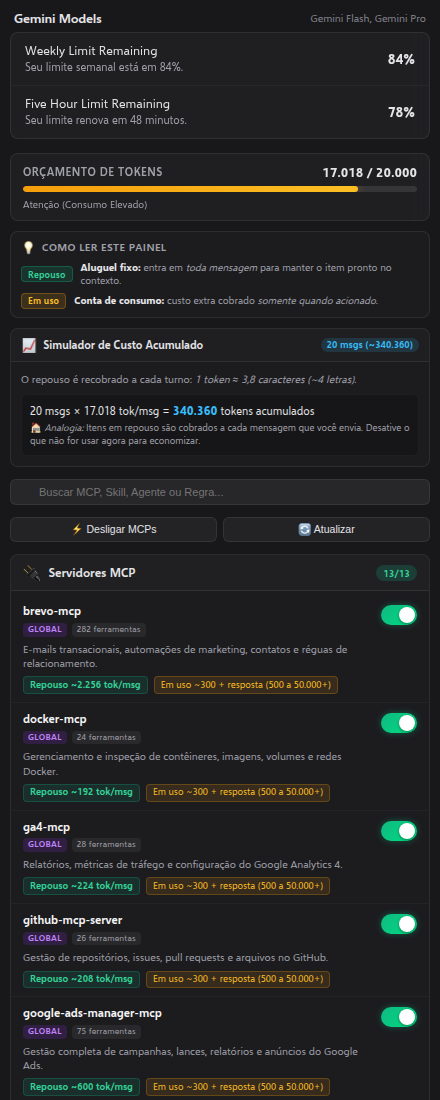 Gemini Models
Gemini Flash, Gemini Pro
Weekly Limit Remaining
Seu limite semanal está em 84%.
84%
Five Hour Limit Remaining
Seu limite renova em 48 minutos.
78%
ORÇAMENTO DE TOKENS
17.018 / 20.000
Atenção (Consumo Elevado)
COMO LER ESTE PAINEL
Repouso
Aluguel fixo: entra em toda mensagem para manter o item pronto no
contexto.
Em uso
Conta de consumo: custo extra cobrado somente quando acionado.
Simulador de Custo Acumulado
20 msgs (~340.360)
O repouso é recobrado a cada turno: 1 token ≈ 3,8 caracteres (~4 letras).
20 msgs × 17.018 tok/msg = 340.360 tokens acumulados
Analogia: Itens em repouso são cobrados a cada mensagem que você envia. Desative o
que não for usar agora para economizar.
Buscar MCP, Skill, Agente ou Regra...
Desligar MCPs
Atualizar
Servidores MCP
13/13
brevo-mcp
GLOBAL
282 ferramentas
E-mails transacionais, automações de marketing, contatos e réguas de
relacionamento.
Repouso ~2.256 tok/msg
Em uso ~300 + resposta (500 a 50.000+)
docker-mcp
GLOBAL
24 ferramentas
Gerenciamento e inspeção de contêineres, imagens, volumes e redes
Docker.
Repouso ~192 tok/msg
Em uso ~300 + resposta (500 a 50.000+)
ga4-mcp
GLOBAL
28 ferramentas
Relatórios, métricas de tráfego e configuração do Google Analytics 4.
Repouso ~224 tok/msg
Em uso ~300 + resposta (500 a 50.000+)
github-mcp-server
GLOBAL
26 ferramentas
Gestão de repositórios, issues, pull requests e arquivos no GitHub.
Repouso ~208 tok/msg
Em uso ~300 + resposta (500 a 50.000+)
google-ads-manager-mcp
GLOBAL
75 ferramentas
Gestão completa de campanhas, lances, relatórios e anúncios do Google
Ads.
Repouso ~600 tok/msg
Em uso ~300 + resposta (500 a 50.000+)